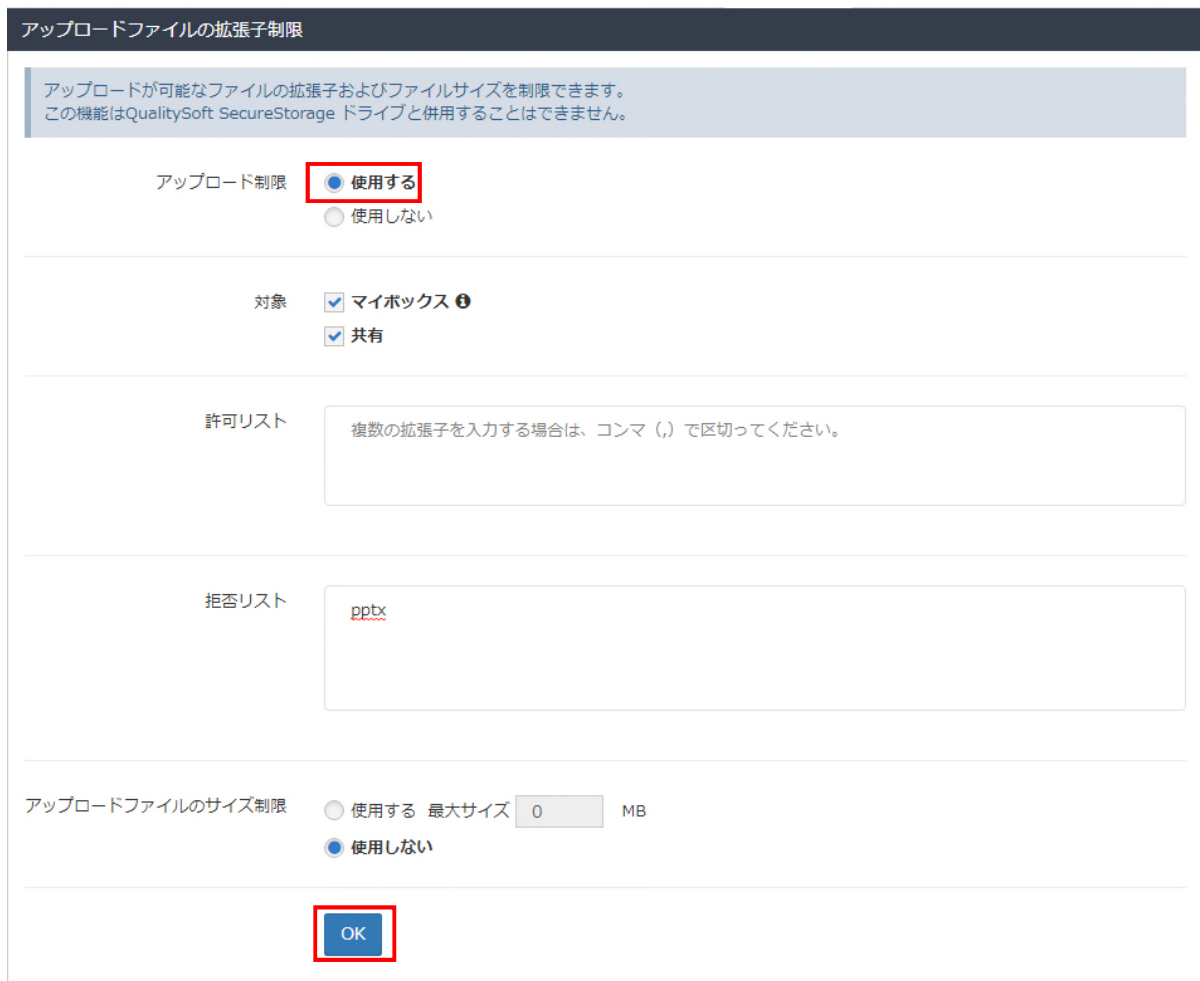 アップロードファイルの拡張子制限
アップロードが可能なファイルの拡張子およびファイルサイズを制限できます。
この機能はQualitySoft SecureStorage ドライブと併用することはできません。
アップロード制限 使用する
使用しない
対象 マイボックス
共有
許可リスト 複数の拡張子を入力する場合は、コンマ（,）で区切ってください。
拒否リスト pptx
アップロードファイルのサイズ制限 使用する 最大サイズ 0 MB
使用しない
OK